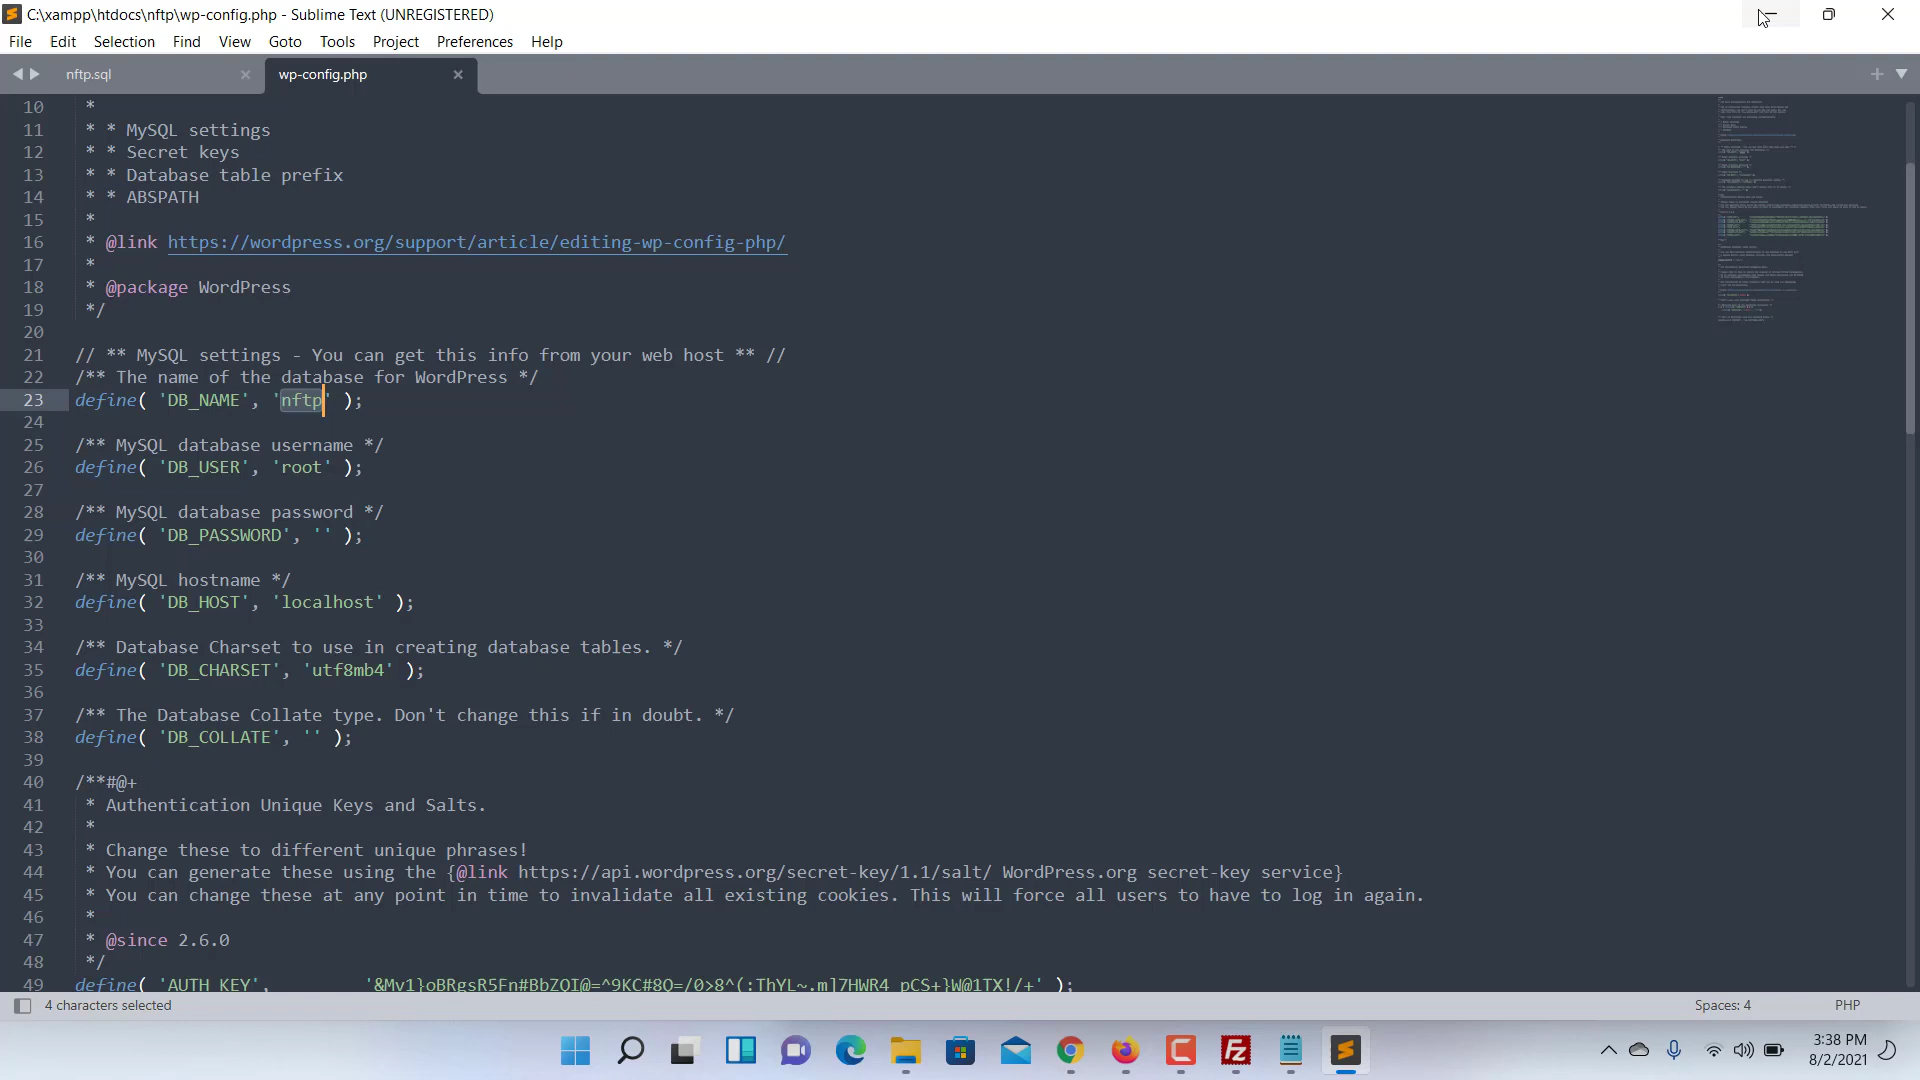 C:\xampp\htdocs\nftp\wp-config.php - Sublime Text (UNREGISTERED)
File Edit Selection Find View Goto Tools Project Preferences Help
nftp.sql wp-config.php
10 *
11 * * MySQL settings
12 * * Secret keys
13 * * Database table prefix
14 * * ABSPATH
15 *
16 * @link https://wordpress.org/support/article/editing-wp-config-php/
17 *
18 * @package WordPress
19 */
20
21 // ** MySQL settings - You can get this info from your web host ** //
22 /** The name of the database for WordPress */
23 define( 'DB_NAME', 'nftp' );
24
25 /** MySQL database username */
26 define( 'DB_USER', 'root' );
27
28 /** MySQL database password */
29 define( 'DB_PASSWORD', '' );
30
31 /** MySQL hostname */
32 define( 'DB_HOST', 'localhost' );
33
34 /** Database Charset to use in creating database tables. */
35 define( 'DB_CHARSET', 'utf8mb4' );
36
37 /** The Database Collate type. Don't change this if in doubt. */
38 define( 'DB_COLLATE', '' );
39
40 /**#@+
41 * Authentication Unique Keys and Salts.
42 *
43 * Change these to different unique phrases!
44 * You can generate these using the {@link https://api.wordpress.org/secret-key/1.1/salt/ WordPress.org secret-key service}
45 * You can change these at any point in time to invalidate all existing cookies. This will force all users to have to log in again.
46 *
47 * @since 2.6.0
48 */
49 define( 'AUTH_KEY',
4 characters selected Spaces: 4 PHP
3:38 PM
8/2/2021